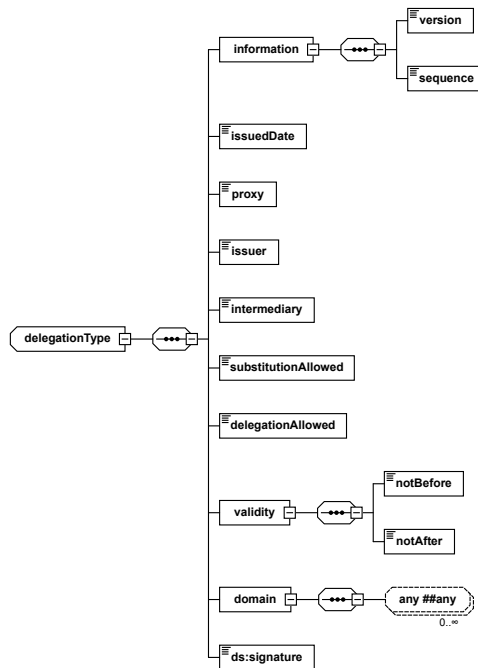 version
information
sequence
issuedDate
proxy
issuer
intermediary
delegationType
substitutionAllowed
delegationAllowed
notBefore
validity
notAfter
domain
any ##any
0..∞
ds:signature